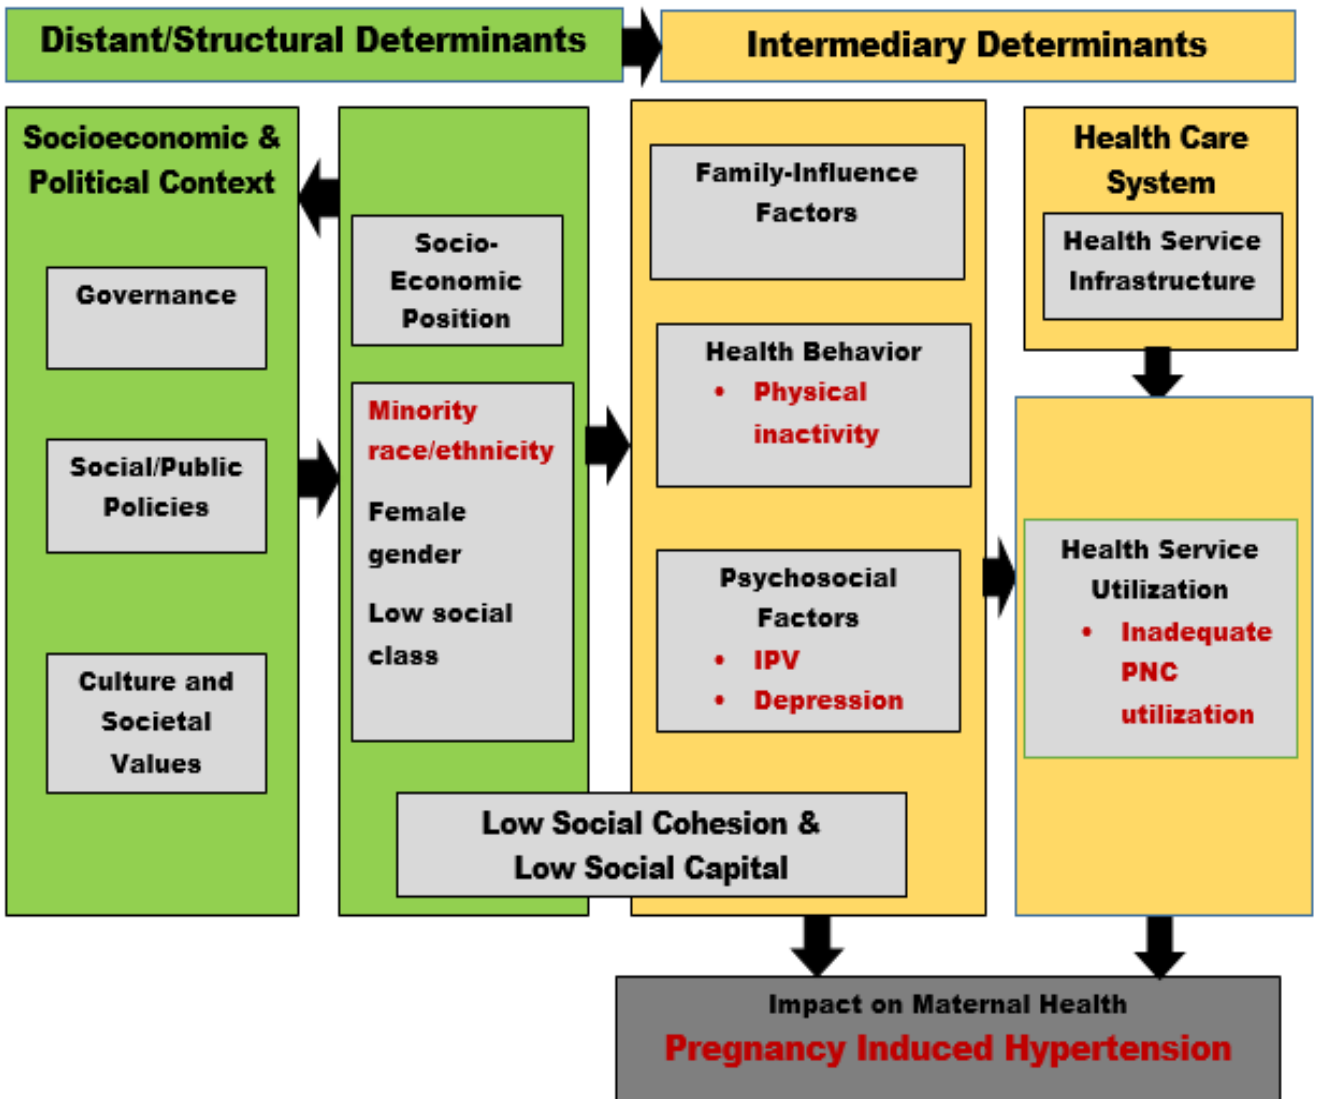 Distant/Structural Determinants
Intermediary Determinants
Socioeconomic &
Political Context
Governance
Social/Public
Policies
Culture and
Societal
Values
Socio-
Economic
Position
Minority
race/ethnicity
Female
gender
Low social
class
Low Social Cohesion &
Low Social Capital
Family-Influence
Factors
Health Behavior
• Physical
inactivity
Psychosocial
Factors
• IPV
• Depression
Health Care
System
Health Service
Infrastructure
Health Service
Utilization
• Inadequate
PNC
utilization
Impact on Maternal Health
Pregnancy Induced Hypertension